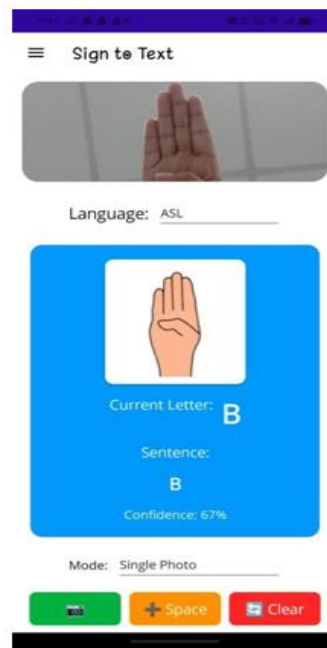 Sign to Text
Language: ASL
Current Letter: B
Sentence:
B
Confidence: 67%
Mode: Single Photo
Space
Clear